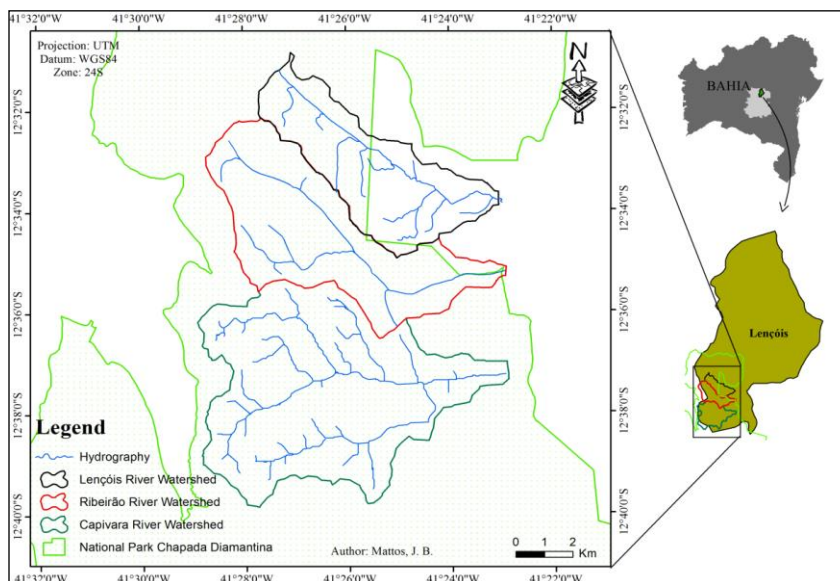 41°32'0"W 41°30'0"W 41°28'0"W 41°26'0"W 41°24'0"W 41°22'0"W
Projection: UTM
Datum: WGS84
Zone: 24S
N
BAHIA
12°32'0"S 12°32'0"S
12°34'0"S 12°34'0"S
12°36'0"S 12°36'0"S
Lençóis
12°38'0"S 12°38'0"S
Legend
Hydrography
Lençóis River Watershed
Ribeirão River Watershed
Capivara River Watershed
National Park Chapada Diamantina
12°40'0"S 12°40'0"S
Author: Mattos, J. B.
0 1 2
Km
41°32'0"W 41°30'0"W 41°28'0"W 41°26'0"W 41°24'0"W 41°22'0"W